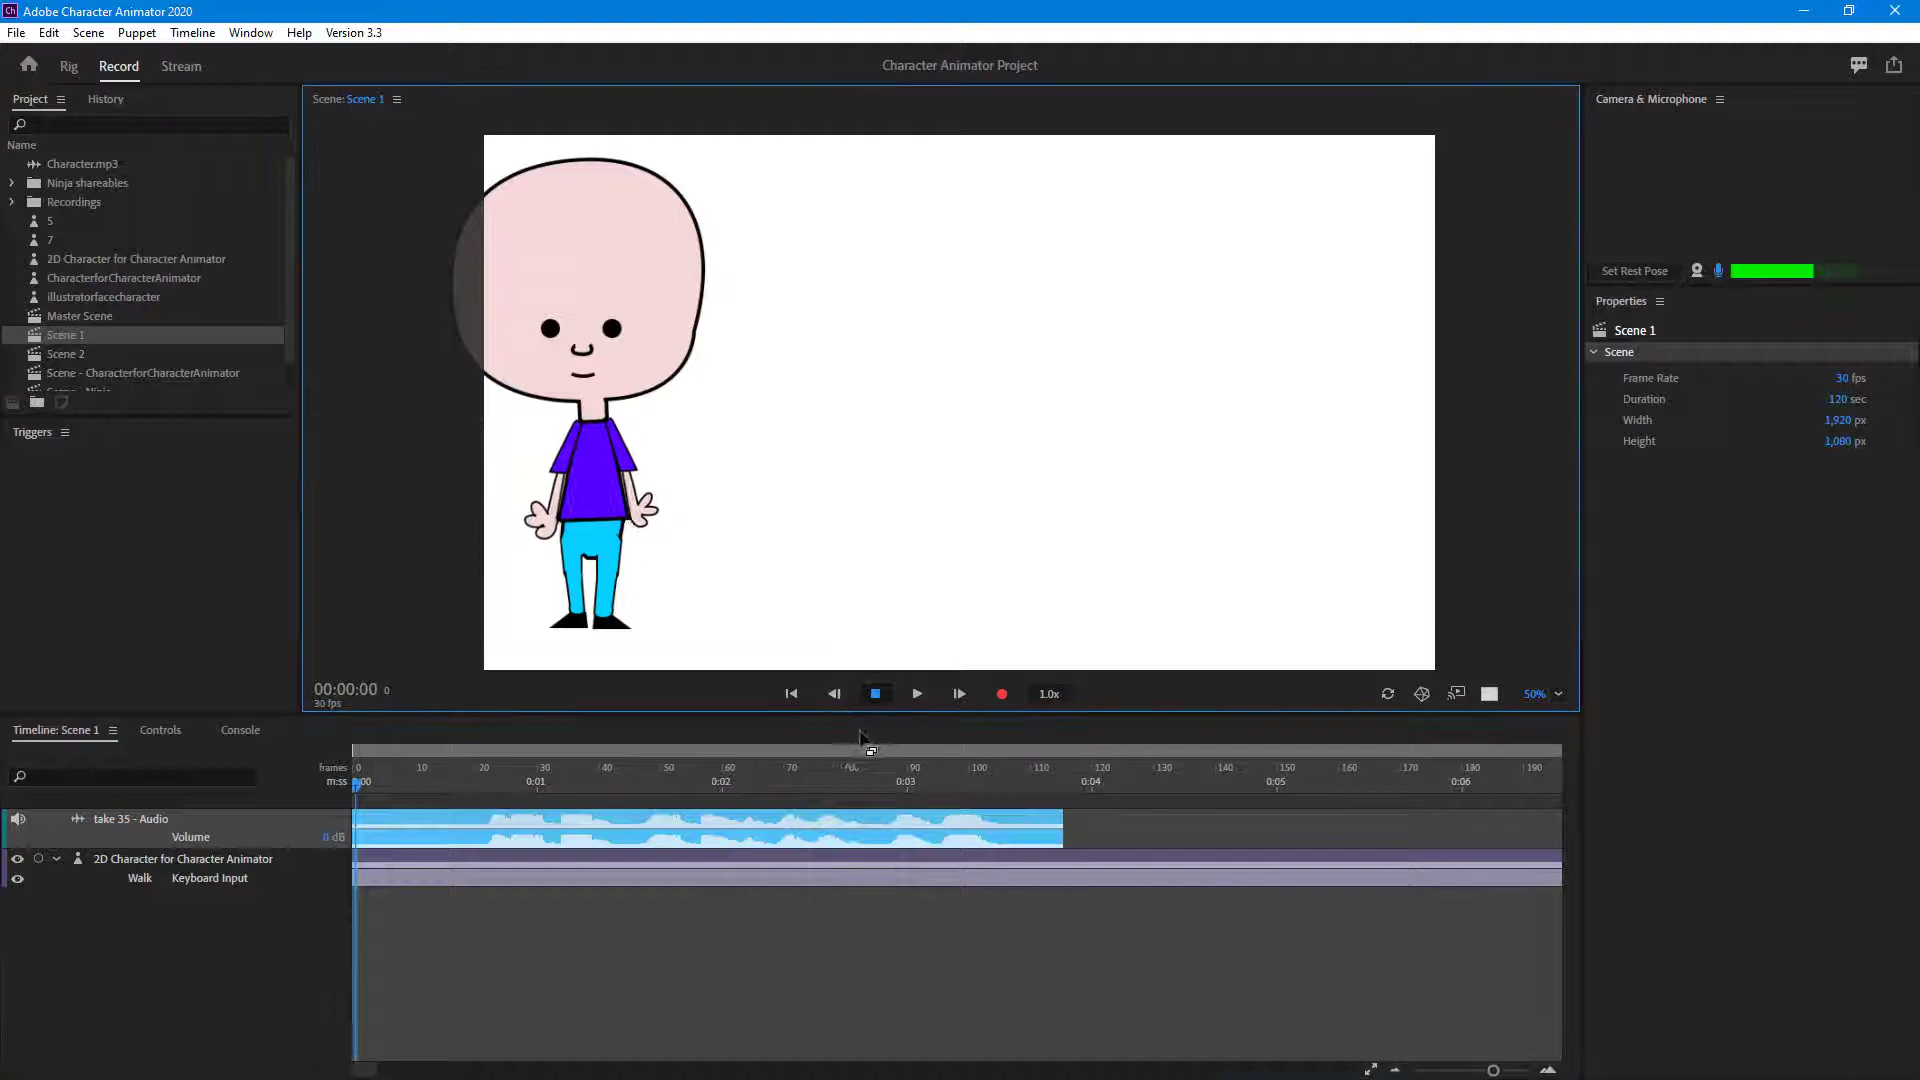 Ch Adobe Character Animator 2020
File Edit Scene Puppet Timeline Window Help Version 3.3
Rig Record Stream Character Animator Project
Project History
Scene: Scene 1
Camera & Microphone
Name
Character.mp3
Ninja shareables
Recordings
5
7
2D Character for Character Animator
CharacterforCharacterAnimator
illustratorfacecharacter
Master Scene
Scene 1
Scene 2
Scene - CharacterforCharacterAnimator
Triggers
Set Rest Pose
Properties
Scene 1
Scene
Frame Rate 30 fps
Duration 120 sec
Width 1,920 px
Height 1,080 px
00:00:00 0
30 fps
1.0x
50%
Timeline: Scene 1 Controls Console
frames 0 10 20 30 40 50 60 70 80 90 100 110 120 130 140 150 160 170 180 190
m:ss 0:00 0:01 0:02 0:03 0:04 0:05 0:06
take 35 - Audio
Volume 0 dB
2D Character for Character Animator
Walk Keyboard Input